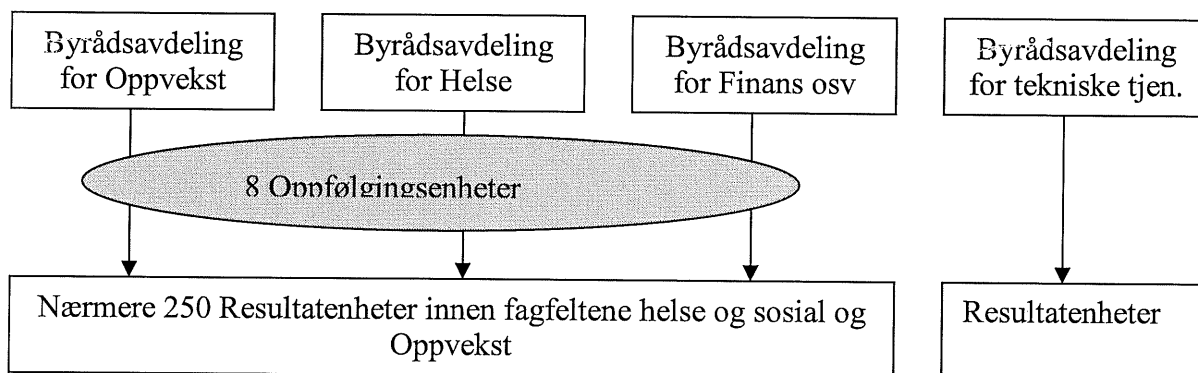 Byrådsavdeling
for Oppvekst
Byrådsavdeling
for Helse
Byrådsavdeling
for Finans osv
Byrådsavdeling
for tekniske tjen.
8 Oppfølgingsenheter
Nærmere 250 Resultatenheter innen fagfeltene helse og sosial og
Oppvekst
Resultatenheter